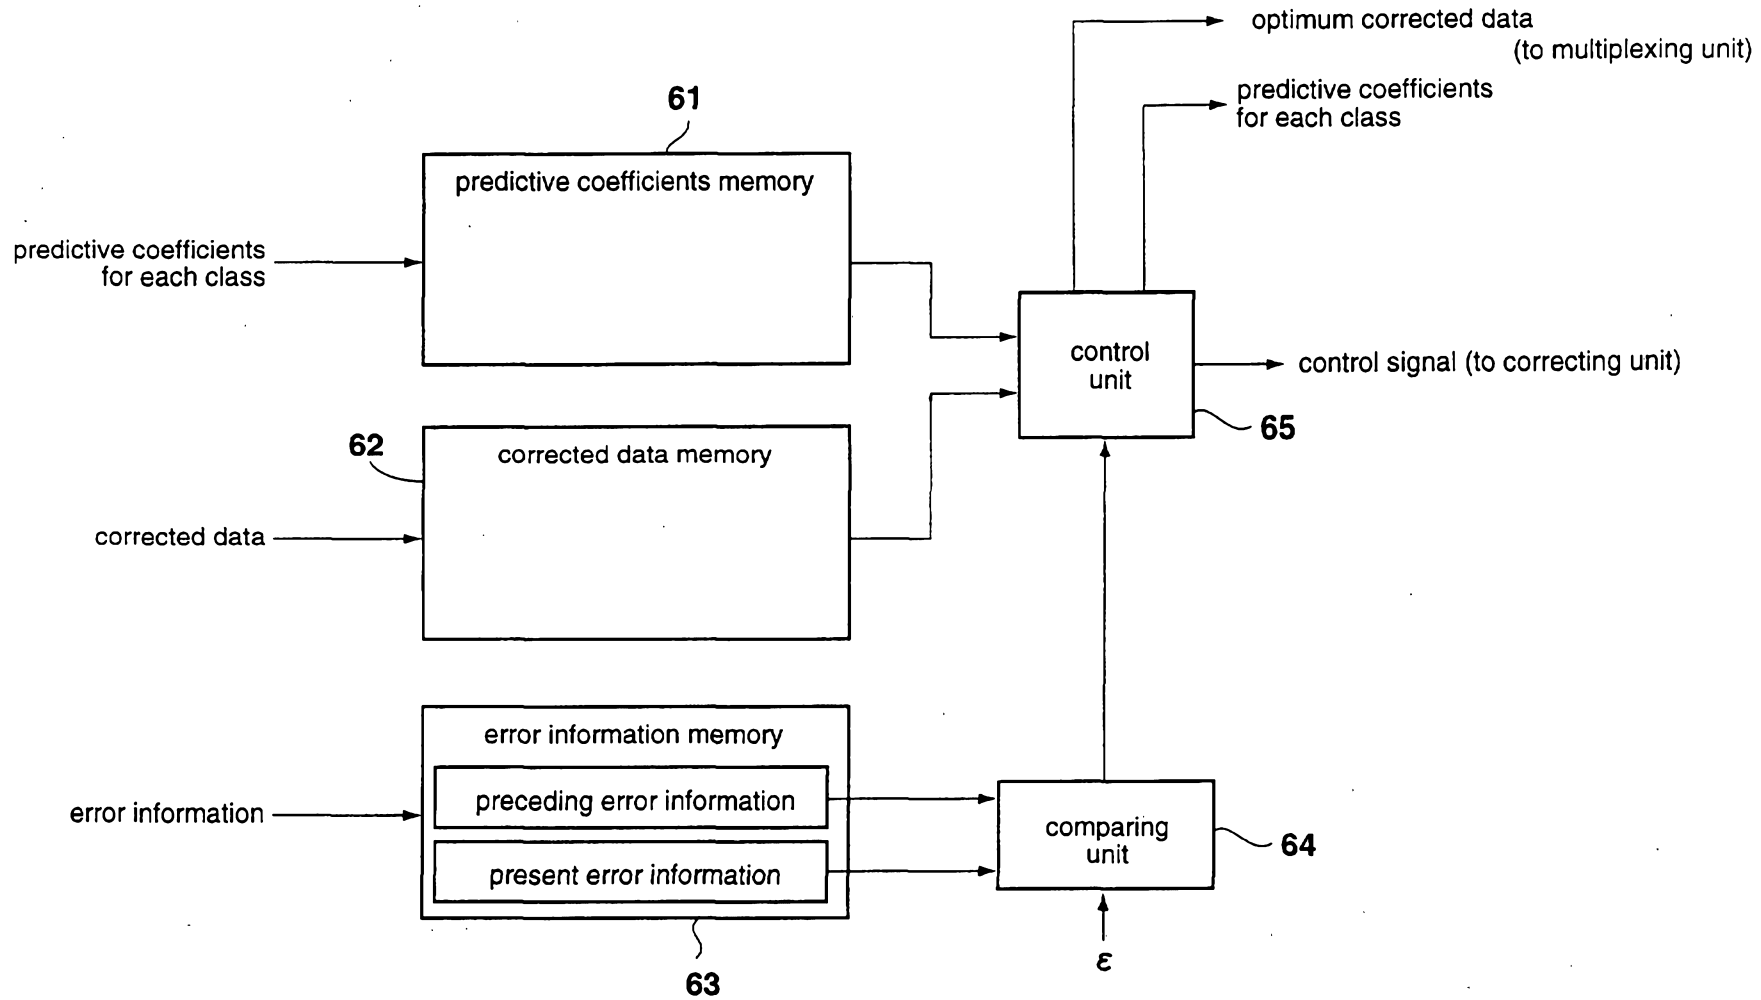 optimum corrected data
(to multiplexing unit)
predictive coefficients
for each class
61
predictive coefficients memory
predictive coefficients
for each class
control
unit
control signal (to correcting unit)
65
62
corrected data memory
corrected data
error information memory
preceding error information
error information
present error information
comparing
unit
64
ε
63